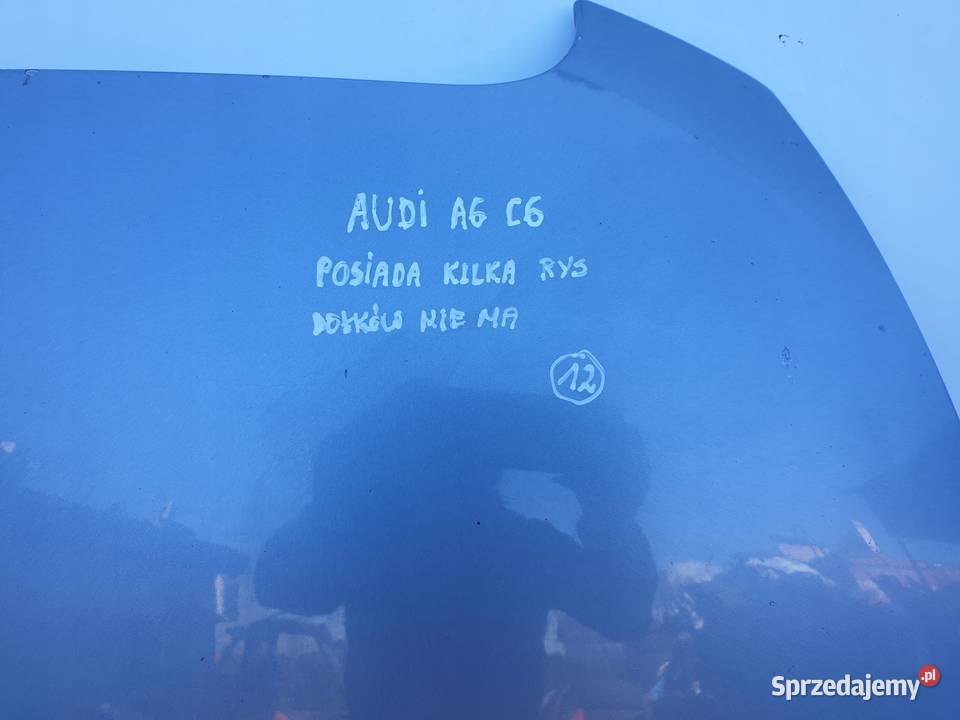 AUDi A6 C6
POSIADA KILKA RYS
DOŁKÓW NIE MA
12
Sprzedajemy.pl